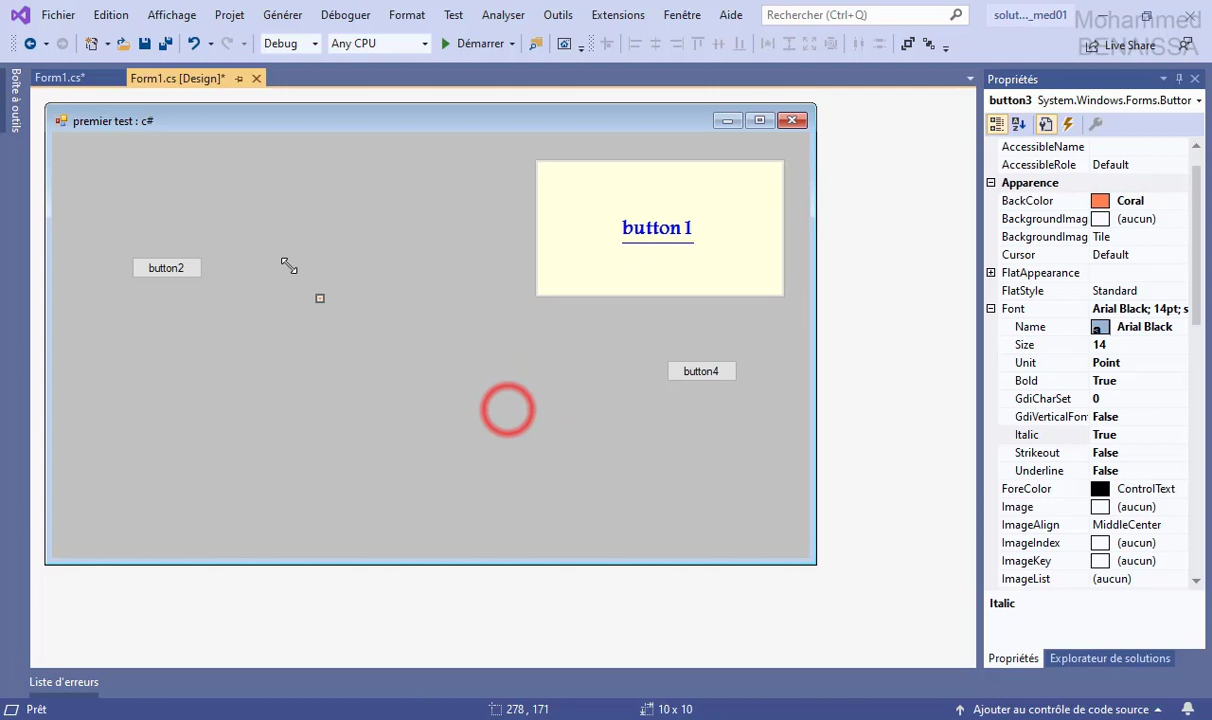 Fichier Edition Affichage Projet Générer Déboguer Format Test Analyser Outils Extensions Fenêtre Aide Rechercher (Ctrl+Q) solut..._med01
Mohammed
BENAISSA
Debug Any CPU Démarrer Live Share
Form1.cs* Form1.cs [Design]*
Boîte à outils
premier test : c#
button1
button2
button4
Propriétés
button3 System.Windows.Forms.Buttor
AccessibleName
AccessibleRole Default
Apparence
BackColor Coral
BackgroundImag (aucun)
BackgroundImag Tile
Cursor Default
FlatAppearance
FlatStyle Standard
Font Arial Black; 14pt; s
Name Arial Black
Size 14
Unit Point
Bold True
GdiCharSet 0
GdiVerticalFon False
Italic True
Strikeout False
Underline False
ForeColor ControlText
Image (aucun)
ImageAlign MiddleCenter
ImageIndex (aucun)
ImageKey (aucun)
ImageList (aucun)
Italic
Propriétés Explorateur de solutions
Liste d'erreurs
Prêt 278 , 171 10 x 10 Ajouter au contrôle de code source